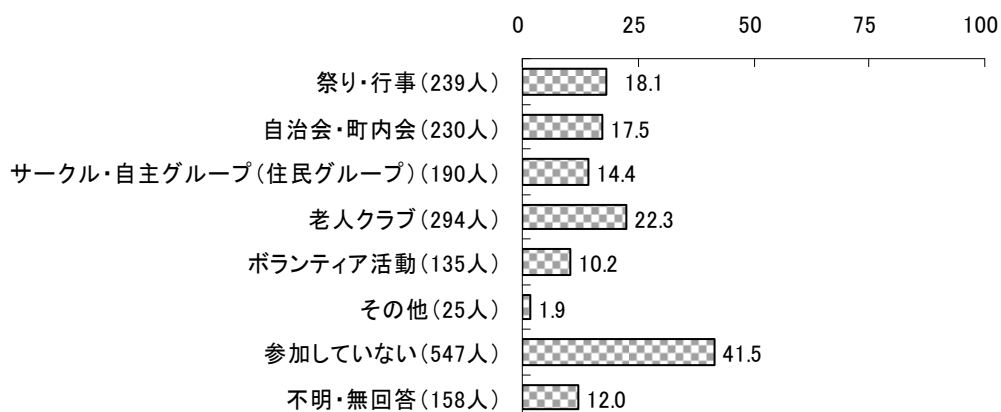 0 25 50 75 100
祭り・行事(239人) 18.1
自治会・町内会(230人) 17.5
サークル・自主グループ(住民グループ)(190人) 14.4
老人クラブ(294人) 22.3
ボランティア活動(135人) 10.2
その他(25人) 1.9
参加していない(547人) 41.5
不明・無回答(158人) 12.0